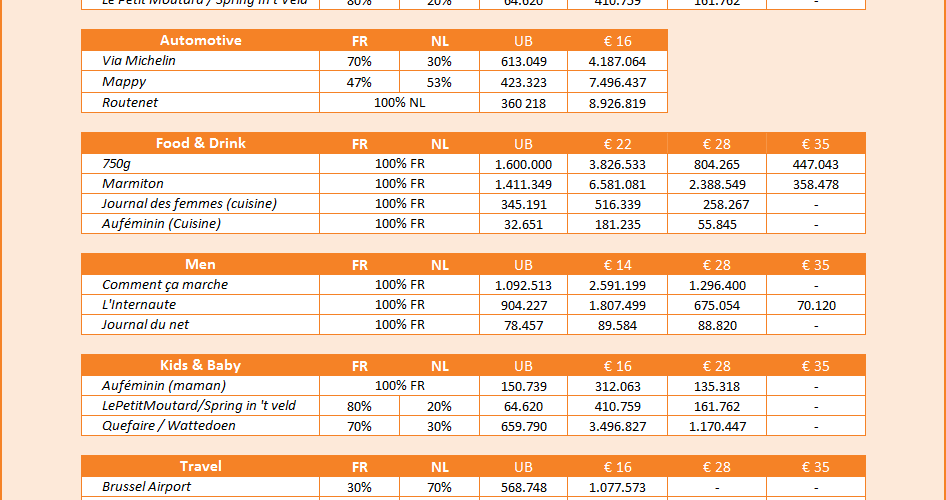 Le Petit Moutard / Spring in 't Veld 80% 20% 64.620 410.759 161.762 -
Automotive FR NL UB € 16
Via Michelin 70% 30% 613.049 4.187.064
Mappy 47% 53% 423.323 7.496.437
Routenet 100% NL 360 218 8.926.819
Food & Drink FR NL UB € 22 € 28 € 35
750g 100% FR 1.600.000 3.826.533 804.265 447.043
Marmiton 100% FR 1.411.349 6.581.081 2.388.549 358.478
Journal des femmes (cuisine) 100% FR 345.191 516.339 258.267 -
Auféminin (Cuisine) 100% FR 32.651 181.235 55.845 -
Men FR NL UB € 14 € 28 € 35
Comment ça marche 100% FR 1.092.513 2.591.199 1.296.400 -
L'Internaute 100% FR 904.227 1.807.499 675.054 70.120
Journal du net 100% FR 78.457 89.584 88.820 -
Kids & Baby FR NL UB € 16 € 28 € 35
Auféminin (maman) 100% FR 150.739 312.063 135.318 -
LePetitMoutard/Spring in 't veld 80% 20% 64.620 410.759 161.762 -
Quefaire / Wattedoen 70% 30% 659.790 3.496.827 1.170.447 -
Travel FR NL UB € 16 € 28 € 35
Brussel Airport 30% 70% 568.748 1.077.573 - -